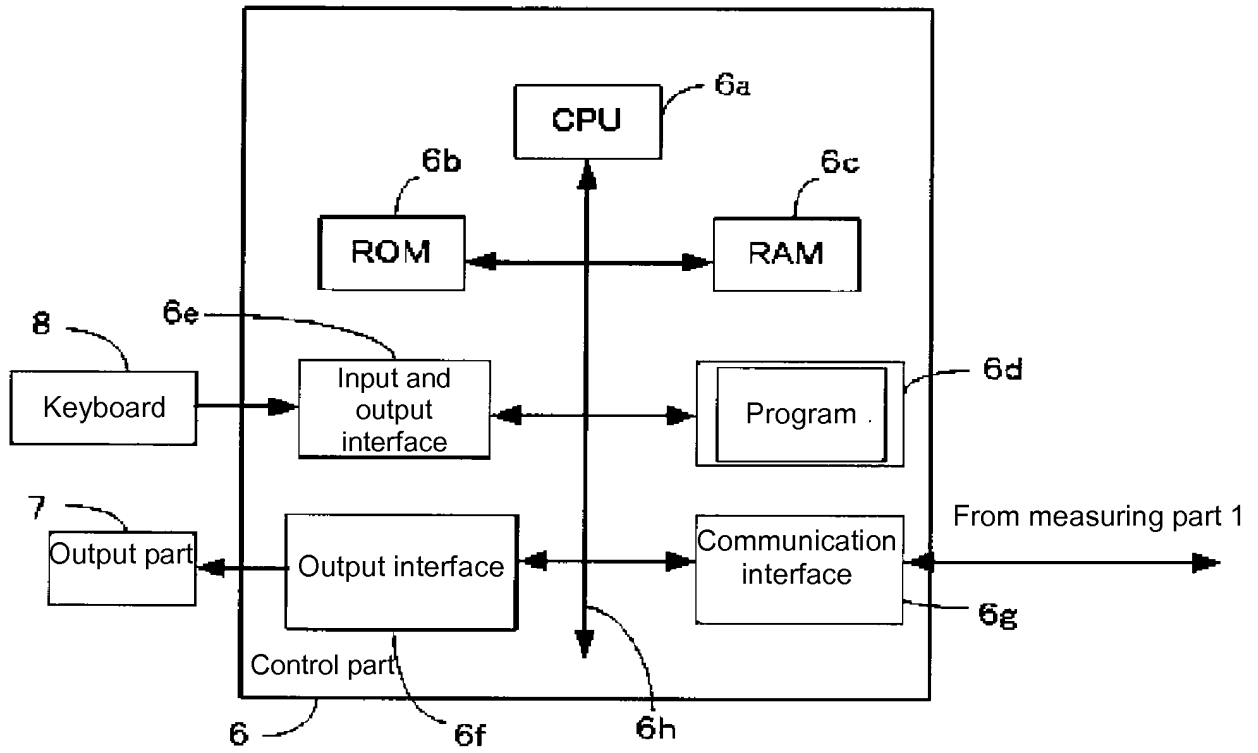 6a
CPU
6b
6c
ROM
RAM
6e
8
Keyboard
Input and
output
interface
6d
Program
7
Output part
Output interface
Communication
interface
From measuring part 1
6g
Control part
6
6f
6h